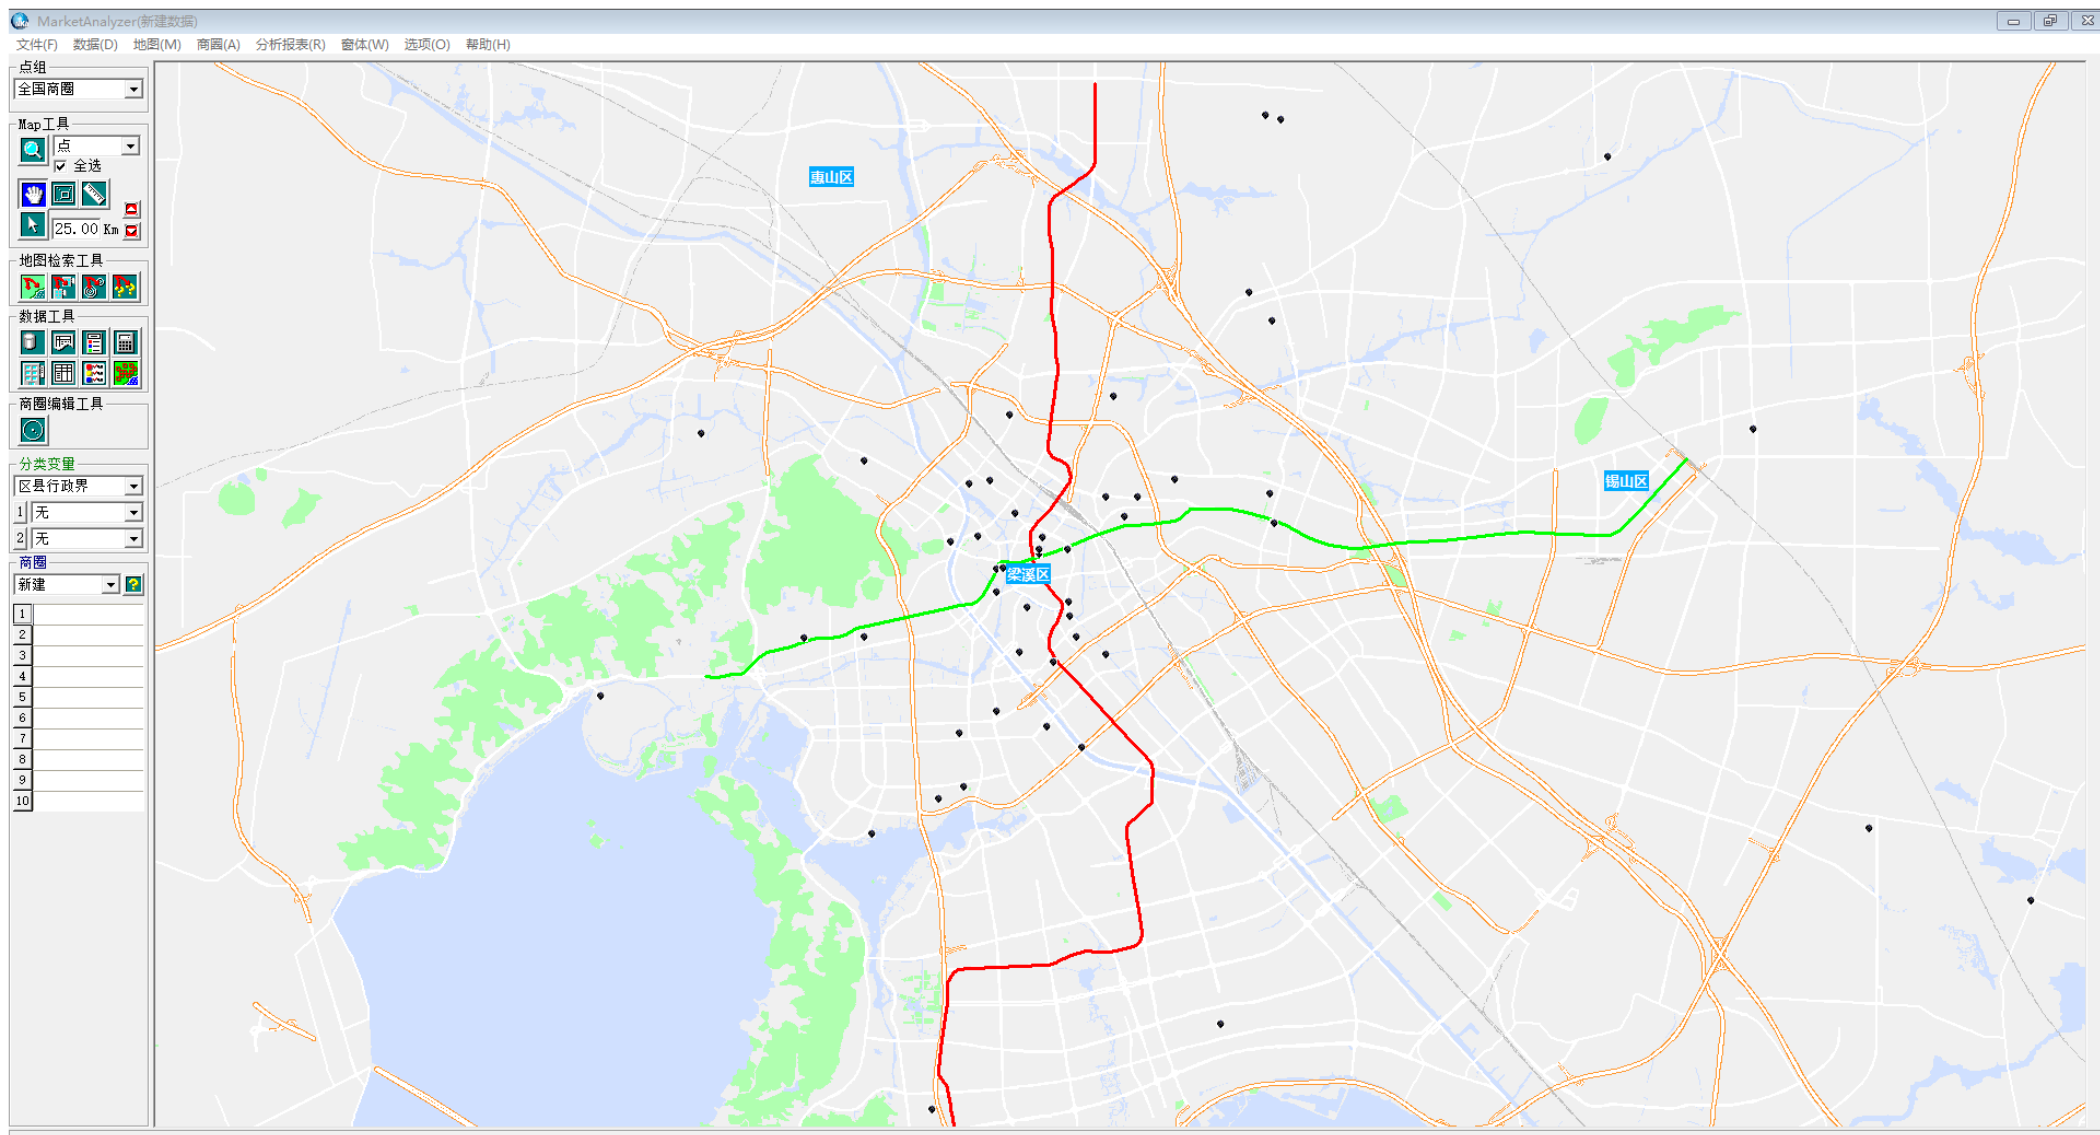 MarketAnalyzer(新建数据)
文件(F) 数据(D) 地图(M) 商圈(A) 分析报表(R) 窗体(W) 选项(O) 帮助(H)
点组
全国商圈
Map工具
点
全选
25.00 Km
地图检索工具
数据工具
商圈编辑工具
分类变量
区县行政界
1 无
2 无
商圈
新建
1
2
3
4
5
6
7
8
9
10
惠山区
锡山区
梁溪区